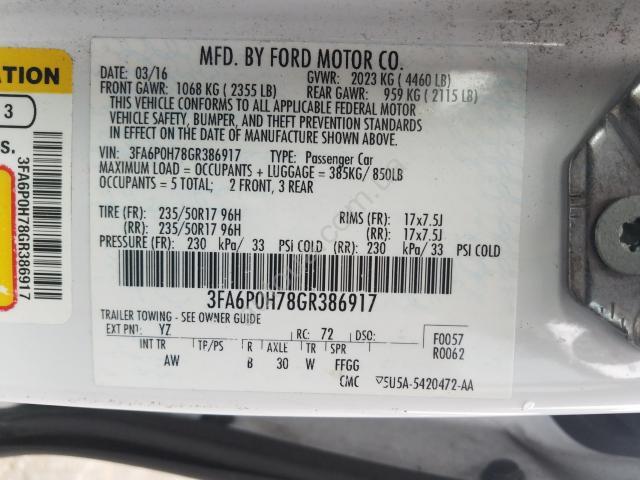 MFD. BY FORD MOTOR CO.
DATE: 03/16 GVWR: 2023 KG ( 4460 LB)
FRONT GAWR: 1068 KG ( 2355 LB) REAR GAWR: 959 KG ( 2115 LB)
THIS VEHICLE CONFORMS TO ALL APPLICABLE FEDERAL MOTOR
VEHICLE SAFETY, BUMPER, AND THEFT PREVENTION STANDARDS
IN EFFECT ON THE DATE OF MANUFACTURE SHOWN ABOVE.
VIN: 3FA6P0H78GR386917 TYPE: Passenger Car
MAXIMUM LOAD = OCCUPANTS + LUGGAGE = 385KG/850LB
OCCUPANTS = 5 TOTAL; 2 FRONT, 3 REAR
TIRE (FR): 235/50R17 96H RIMS (FR): 17x7.5J
(RR): 235/50R17 96H (RR): 17x7.5J
PRESSURE (FR): 230 kPa/ 33 PSI COLD (RR): 230 kPa/ 33 PSI COLD
3FA6P0H78GR386917
TRAILER TOWING - SEE OWNER GUIDE
EXT PNT: YZ RC: 72 DSO: F0057
INT TR TP/PS R AXLE TR SPR R0062
AW B 30 W FFGG
CMC 5U5A-5420472-AA
ATION
3
s.
3FA6P0H78GR386917